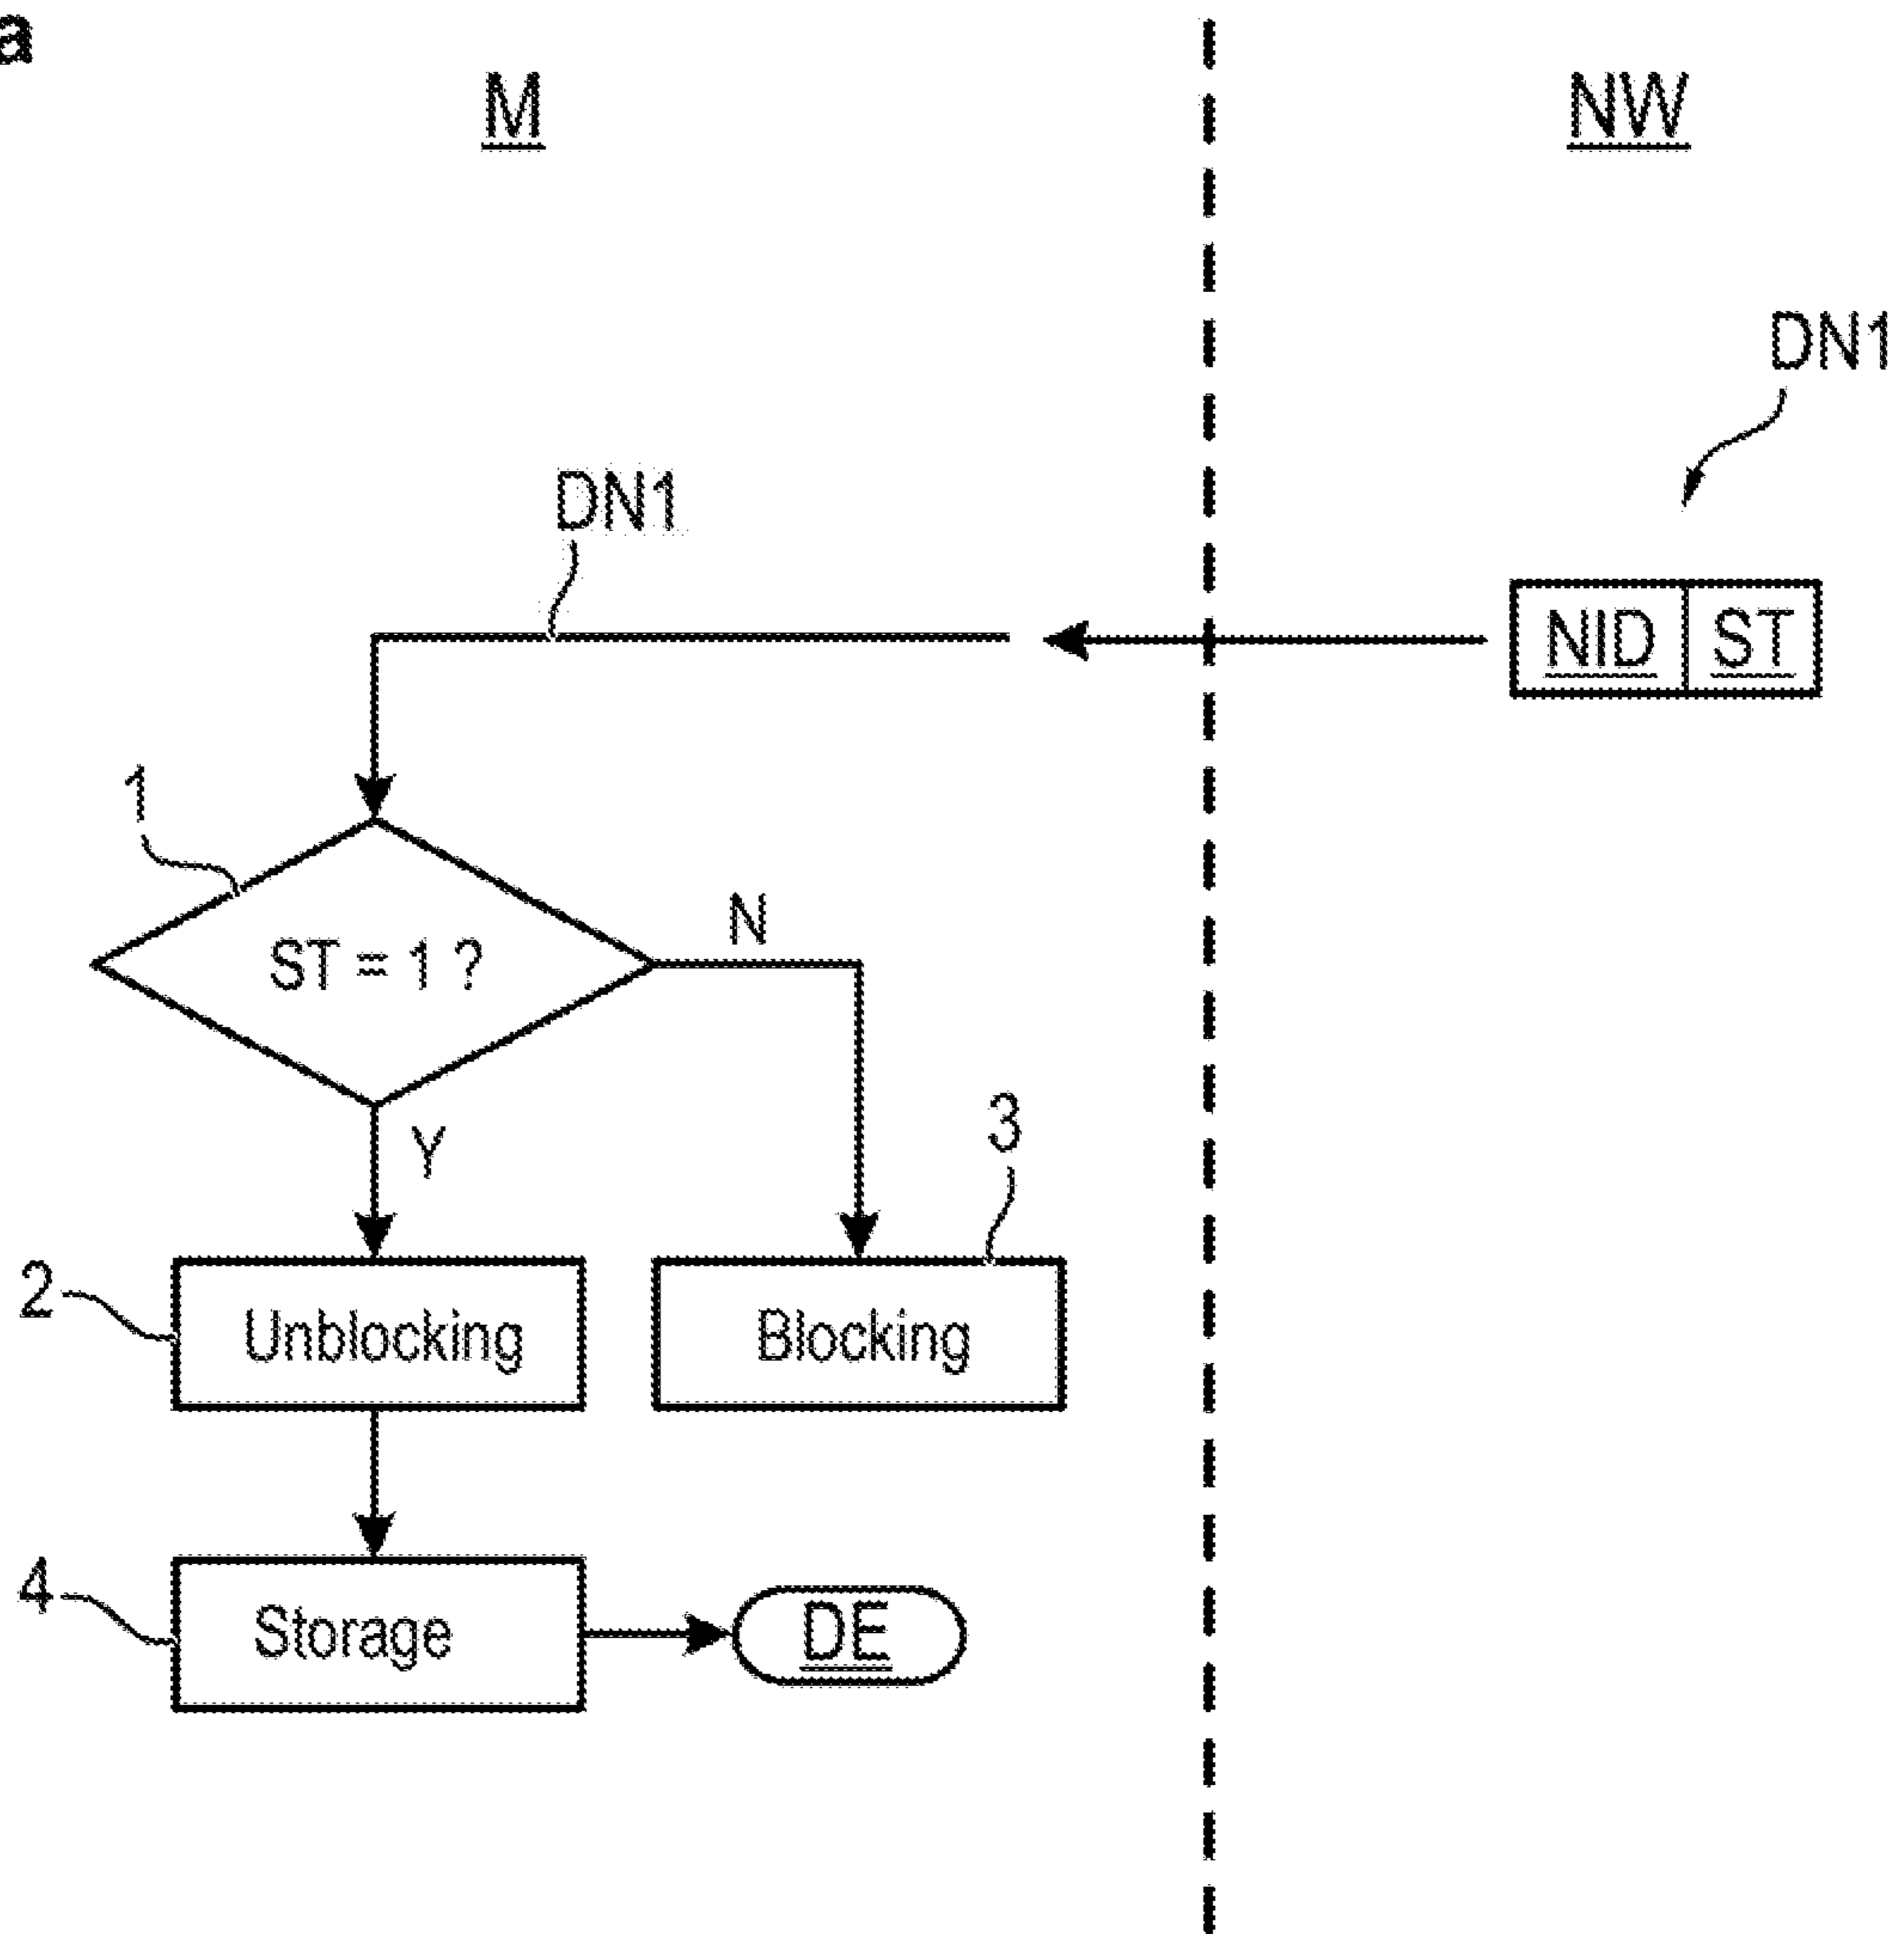 a
M
NW
DN1
DN1
NID ST
1
ST = 1 ?
N
Y
3
2
Unblocking
Blocking
4
Storage
DE